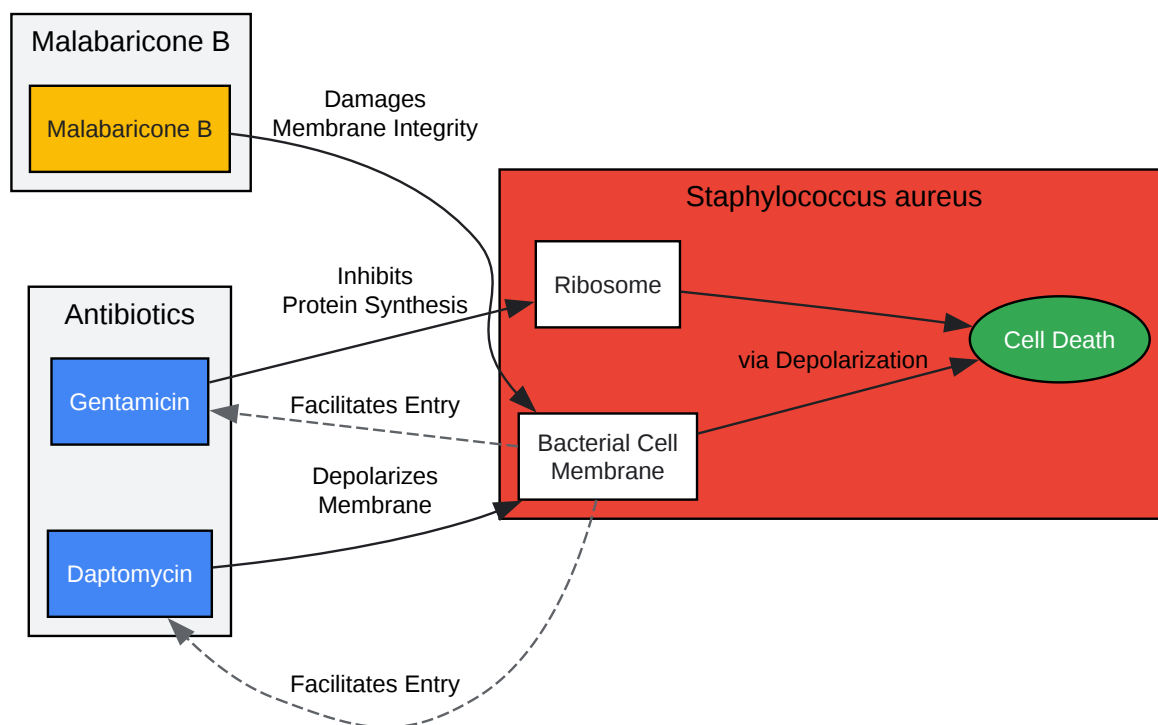 Malabaricone B
Malabaricone B
Damages
Membrane Integrity
Staphylococcus aureus
Inhibits
Protein Synthesis
Ribosome
Antibiotics
Cell Death
via Depolarization
Gentamicin
Facilitates Entry
Bacterial Cell
Membrane
Depolarizes
Membrane
Daptomycin
Facilitates Entry